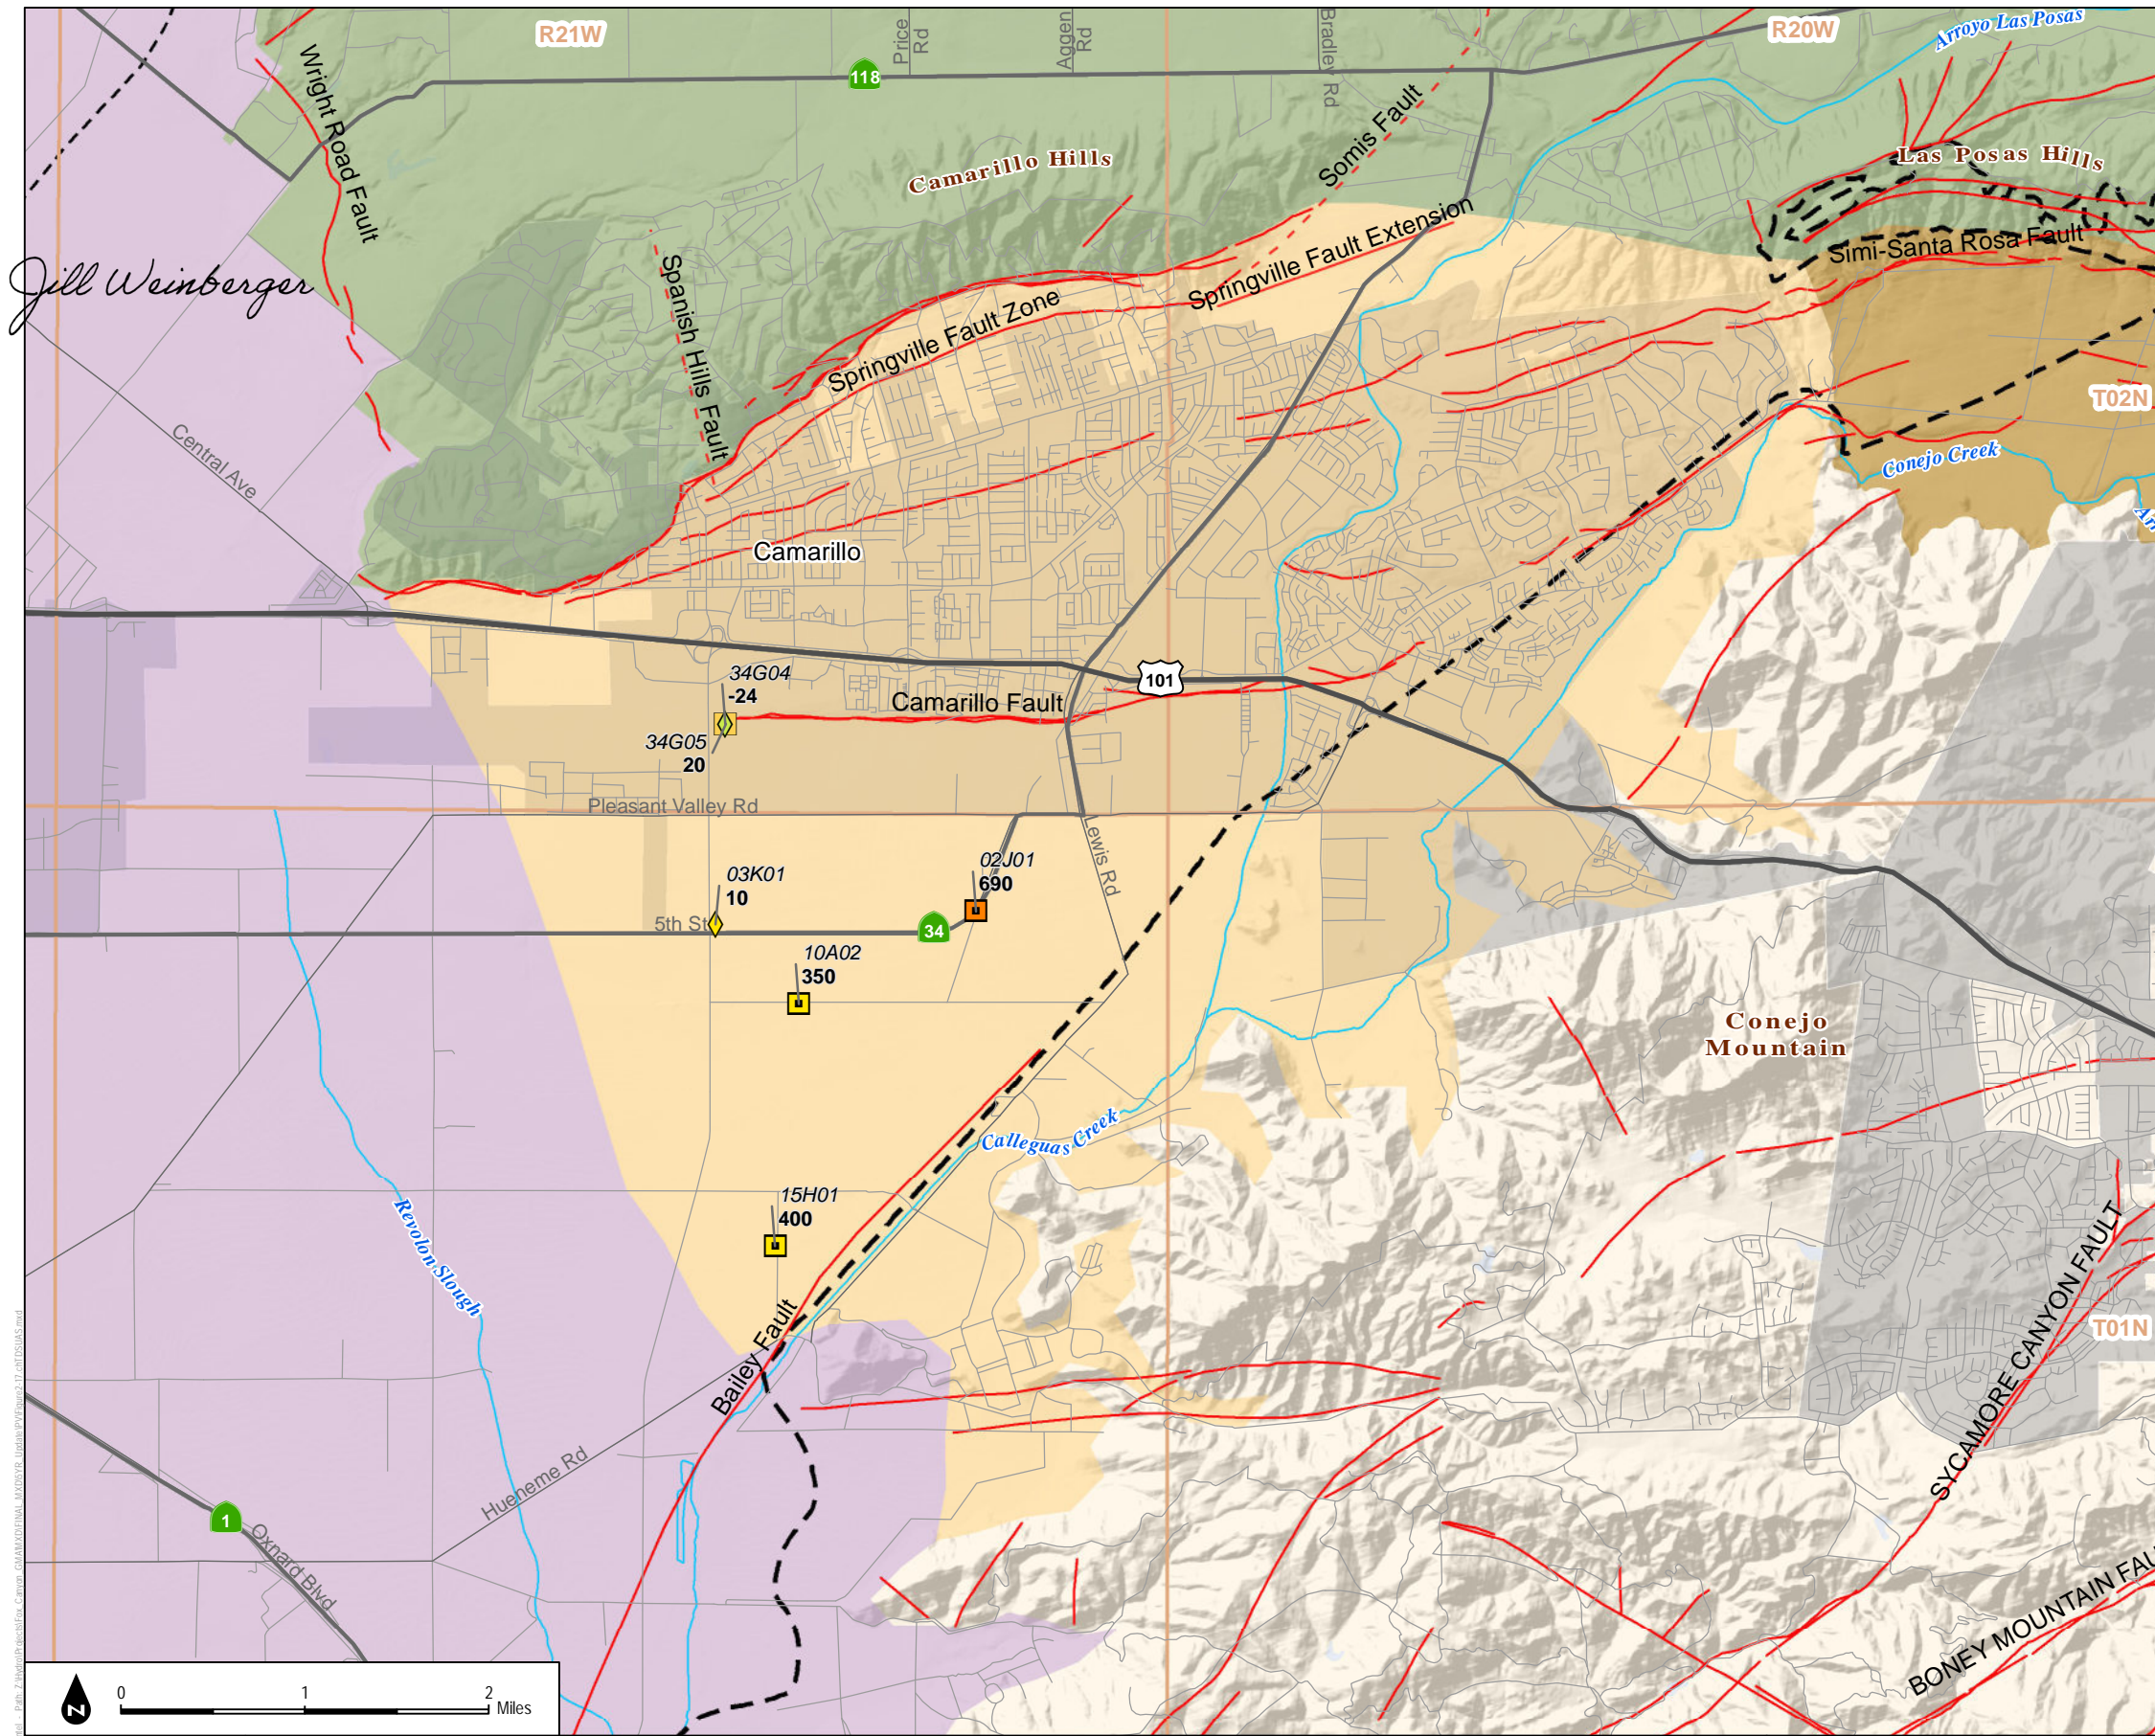 R21W
Price
Rd
Aggen
Rd
Bradley Rd
R20W
Arroyo Las Posas
118
Wright Road Fault
Camarillo Hills
Somis Fault
Las Posas Hills
Simi-Santa Rosa Fault
Jill Weinberger
Spanish Hills Fault
Springville Fault Zone
Springville Fault Extension
T02N
Central Ave
Conejo Creek
Camarillo
34G04
-24
101
Camarillo Fault
34G05
20
Pleasant Valley Rd
Lewis Rd
02J01
690
03K01
10
5th St
34
10A02
350
Conejo
Mountain
Calleguas Creek
15H01
400
Revolon Slough
Bailey Fault
SYCAMORE CANYON FAULT
T01N
Hueneme Rd
1
Oxnard Blvd
BONEY MOUNTAIN FAU
Z
0 1 2 Miles